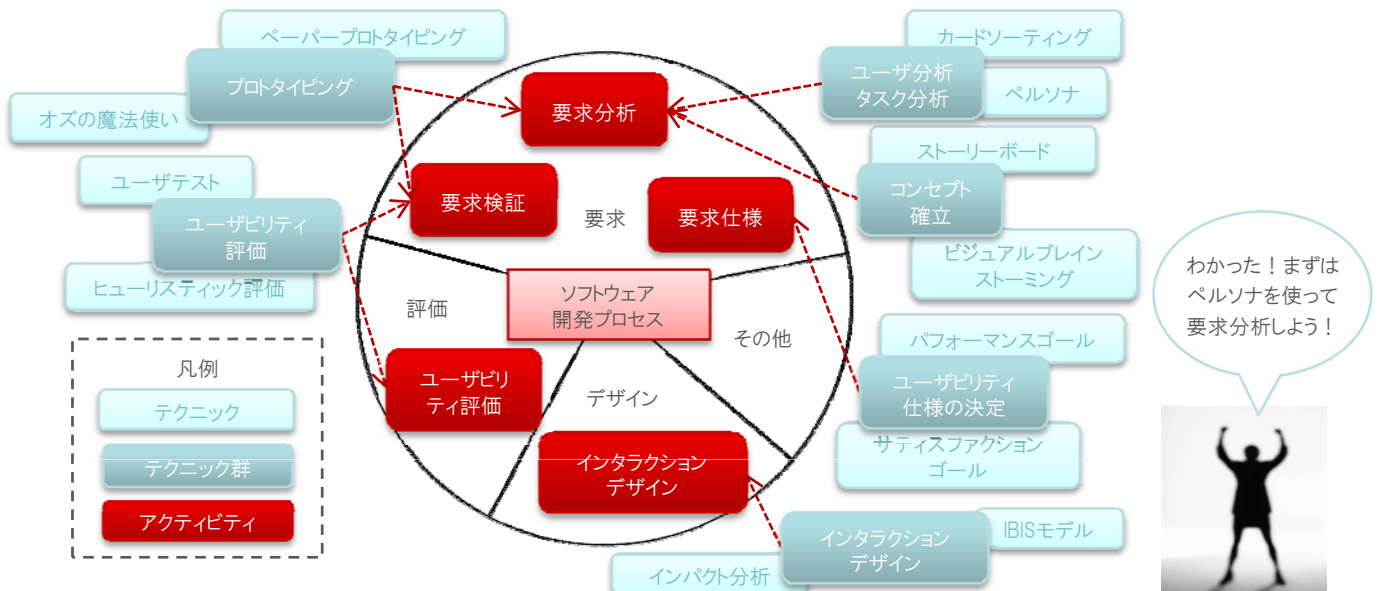 ペーパープロトタイピング
プロトタイピング
オズの魔法使い
ユーザテスト
ユーザビリティ
評価
ヒューリスティック評価
カードソーティング
ユーザ分析
タスク分析
ペルソナ
ストーリーボード
コンセプト
確立
ビジュアルブレイン
ストーミング
パフォーマンスゴール
ユーザビリティ
仕様の決定
サティスファクション
ゴール
IBISモデル
インタラクション
デザイン
インパクト分析
要求分析
要求検証
要求仕様
要求
評価
ソフトウェア
開発プロセス
その他
ユーザビリ
ティ評価
デザイン
インタラクション
デザイン
凡例
テクニック
テクニック群
アクティビティ
わかった！まずは
ペルソナを使って
要求分析しよう！